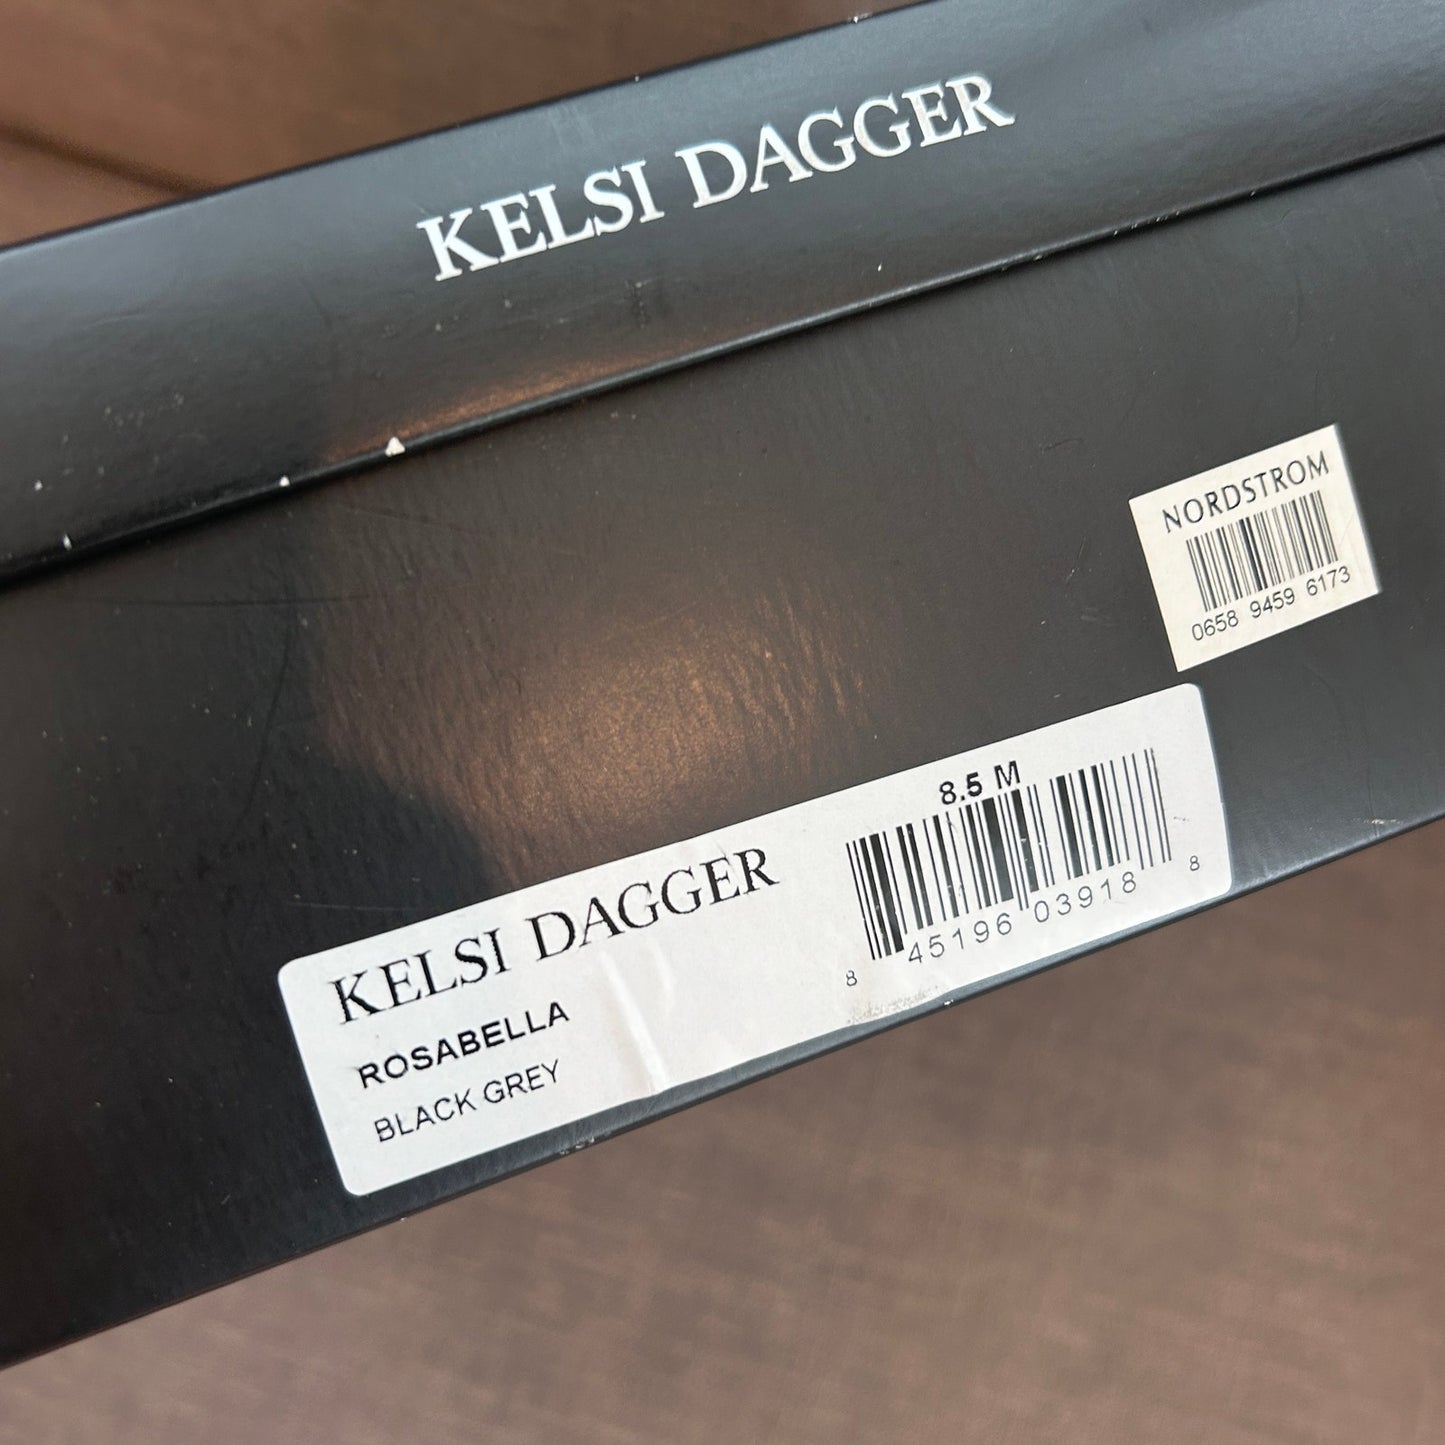 KELSI DAGGER
NORDSTROM
0658 9459 6173
8.5 M
8 45196 03918 8
KELSI DAGGER
ROSABELLA
BLACK GREY